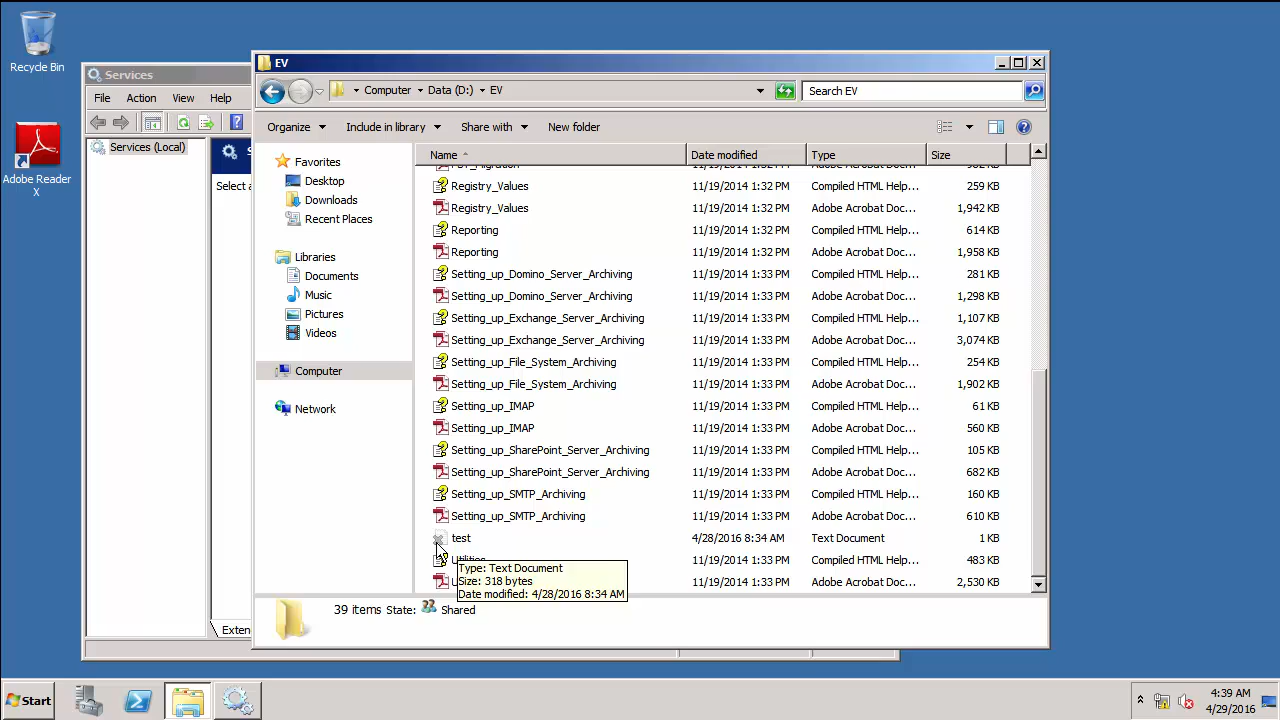 Recycle Bin
Adobe Reader
X
Services
File Action View Help
Services (Local)
Select a
Exten
EV
Computer Data (D:) EV
Search EV
Organize Include in library Share with New folder
Favorites
Desktop
Downloads
Recent Places
Libraries
Documents
Music
Pictures
Videos
Computer
Network
Name Date modified Type Size
Registry_Values 11/19/2014 1:32 PM Compiled HTML Help... 259 KB
Registry_Values 11/19/2014 1:32 PM Adobe Acrobat Doc... 1,942 KB
Reporting 11/19/2014 1:32 PM Compiled HTML Help... 614 KB
Reporting 11/19/2014 1:32 PM Adobe Acrobat Doc... 1,958 KB
Setting_up_Domino_Server_Archiving 11/19/2014 1:33 PM Compiled HTML Help... 281 KB
Setting_up_Domino_Server_Archiving 11/19/2014 1:33 PM Adobe Acrobat Doc... 1,298 KB
Setting_up_Exchange_Server_Archiving 11/19/2014 1:33 PM Compiled HTML Help... 1,107 KB
Setting_up_Exchange_Server_Archiving 11/19/2014 1:33 PM Adobe Acrobat Doc... 3,074 KB
Setting_up_File_System_Archiving 11/19/2014 1:33 PM Compiled HTML Help... 254 KB
Setting_up_File_System_Archiving 11/19/2014 1:33 PM Adobe Acrobat Doc... 1,902 KB
Setting_up_IMAP 11/19/2014 1:33 PM Compiled HTML Help... 61 KB
Setting_up_IMAP 11/19/2014 1:33 PM Adobe Acrobat Doc... 560 KB
Setting_up_SharePoint_Server_Archiving 11/19/2014 1:33 PM Compiled HTML Help... 105 KB
Setting_up_SharePoint_Server_Archiving 11/19/2014 1:33 PM Adobe Acrobat Doc... 682 KB
Setting_up_SMTP_Archiving 11/19/2014 1:33 PM Compiled HTML Help... 160 KB
Setting_up_SMTP_Archiving 11/19/2014 1:33 PM Adobe Acrobat Doc... 610 KB
test 4/28/2016 8:34 AM Text Document 1 KB
Utilities 11/19/2014 1:33 PM Compiled HTML Help... 483 KB
11/19/2014 1:33 PM Adobe Acrobat Doc... 2,530 KB
Type: Text Document
Size: 318 bytes
Date modified: 4/28/2016 8:34 AM
39 items State: Shared
Start
4:39 AM
4/29/2016